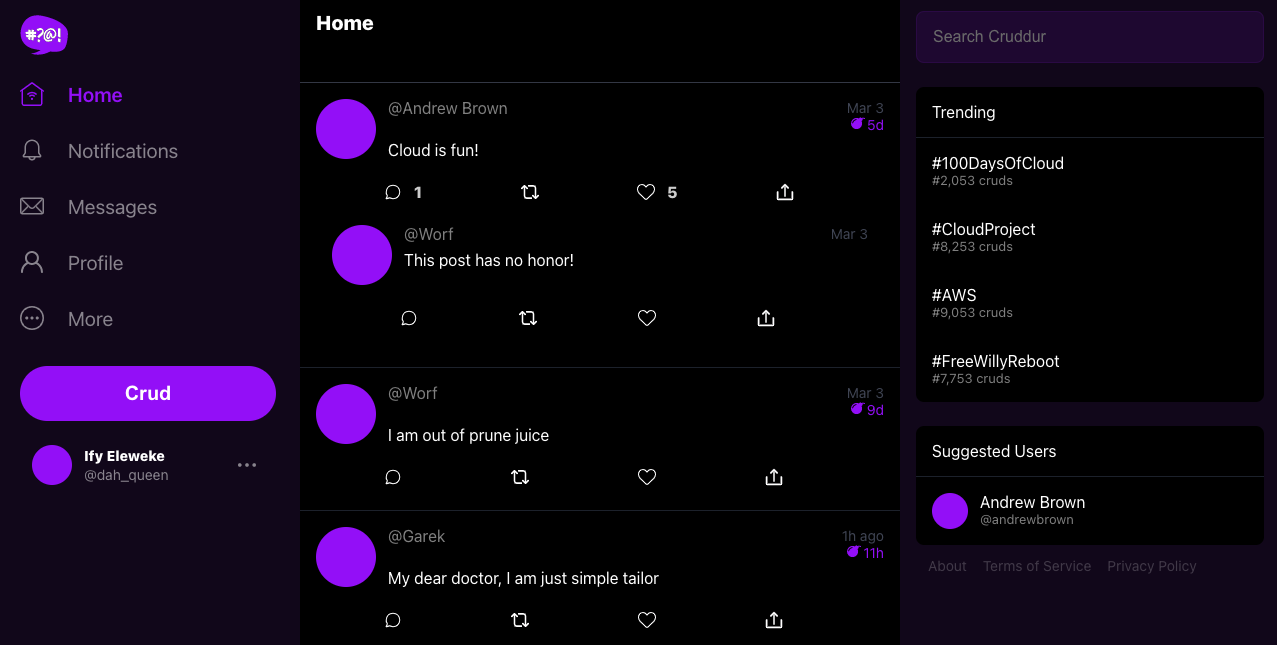 #?@!
Home
Notifications
Messages
Profile
More
Crud
Ify Eleweke
@dah_queen
Home
@Andrew Brown
Mar 3
5d
Cloud is fun!
1
5
@Worf
Mar 3
This post has no honor!
@Worf
Mar 3
9d
I am out of prune juice
@Garek
1h ago
11h
My dear doctor, I am just simple tailor
Search Cruddur
Trending
#100DaysOfCloud
#2,053 cruds
#CloudProject
#8,253 cruds
#AWS
#9,053 cruds
#FreeWillyReboot
#7,753 cruds
Suggested Users
Andrew Brown
@andrewbrown
About Terms of Service Privacy Policy